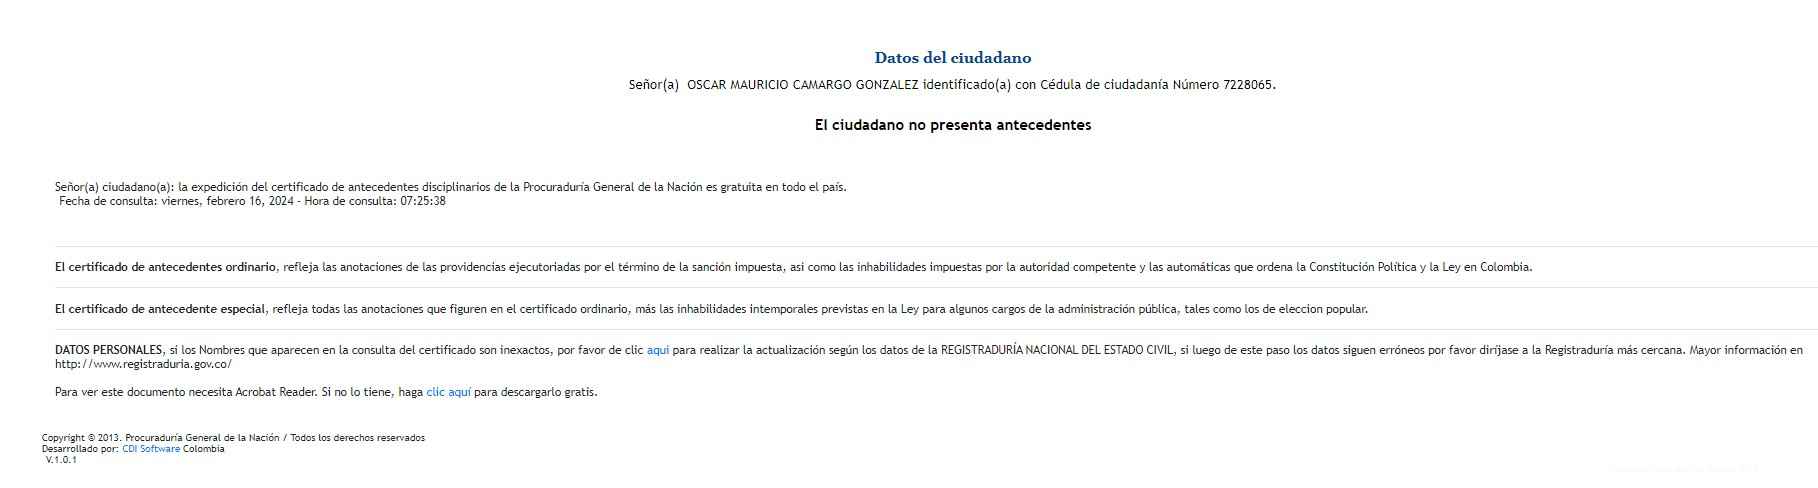 Datos del ciudadano
Señor(a) OSCAR MAURICIO CAMARGO GONZALEZ identificado(a) con Cédula de ciudadanía Número 7228065.
El ciudadano no presenta antecedentes
Señor(a) ciudadano(a): la expedición del certificado de antecedentes disciplinarios de la Procuraduría General de la Nación es gratuita en todo el país.
Fecha de consulta: viernes, febrero 16, 2024 - Hora de consulta: 07:25:38
El certificado de antecedentes ordinario, refleja las anotaciones de las providencias ejecutoriadas por el término de la sanción impuesta, asi como las inhabilidades impuestas por la autoridad competente y las automáticas que ordena la Constitución Política y la Ley en Colombia.
El certificado de antecedente especial, refleja todas las anotaciones que figuren en el certificado ordinario, más las inhabilidades intemporales previstas en la Ley para algunos cargos de la administración pública, tales como los de eleccion popular.
DATOS PERSONALES, si los Nombres que aparecen en la consulta del certificado son inexactos, por favor de clic aqui para realizar la actualización según los datos de la REGISTRADURÍA NACIONAL DEL ESTADO CIVIL, si luego de este paso los datos siguen erróneos por favor diríjase a la Registraduría más cercana. Mayor información en
http://www.registraduria.gov.co/
Para ver este documento necesita Acrobat Reader. Si no lo tiene, haga clic aquí para descargarlo gratis.
Copyright © 2013. Procuraduría General de la Nación / Todos los derechos reservados
Desarrollado por: CDI Software Colombia
V.1.0.1